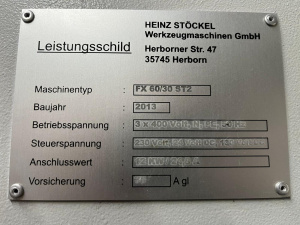 HEINZ STÖCKEL
Werkzeugmaschinen GmbH
Leistungsschild
Herborner Str. 47
35745 Herborn
Maschinentyp : FX 60/30 ST2
Baujahr : 2013
Betriebsspannung :
Steuerspannung :
Anschlusswert :
Vorsicherung : A gl